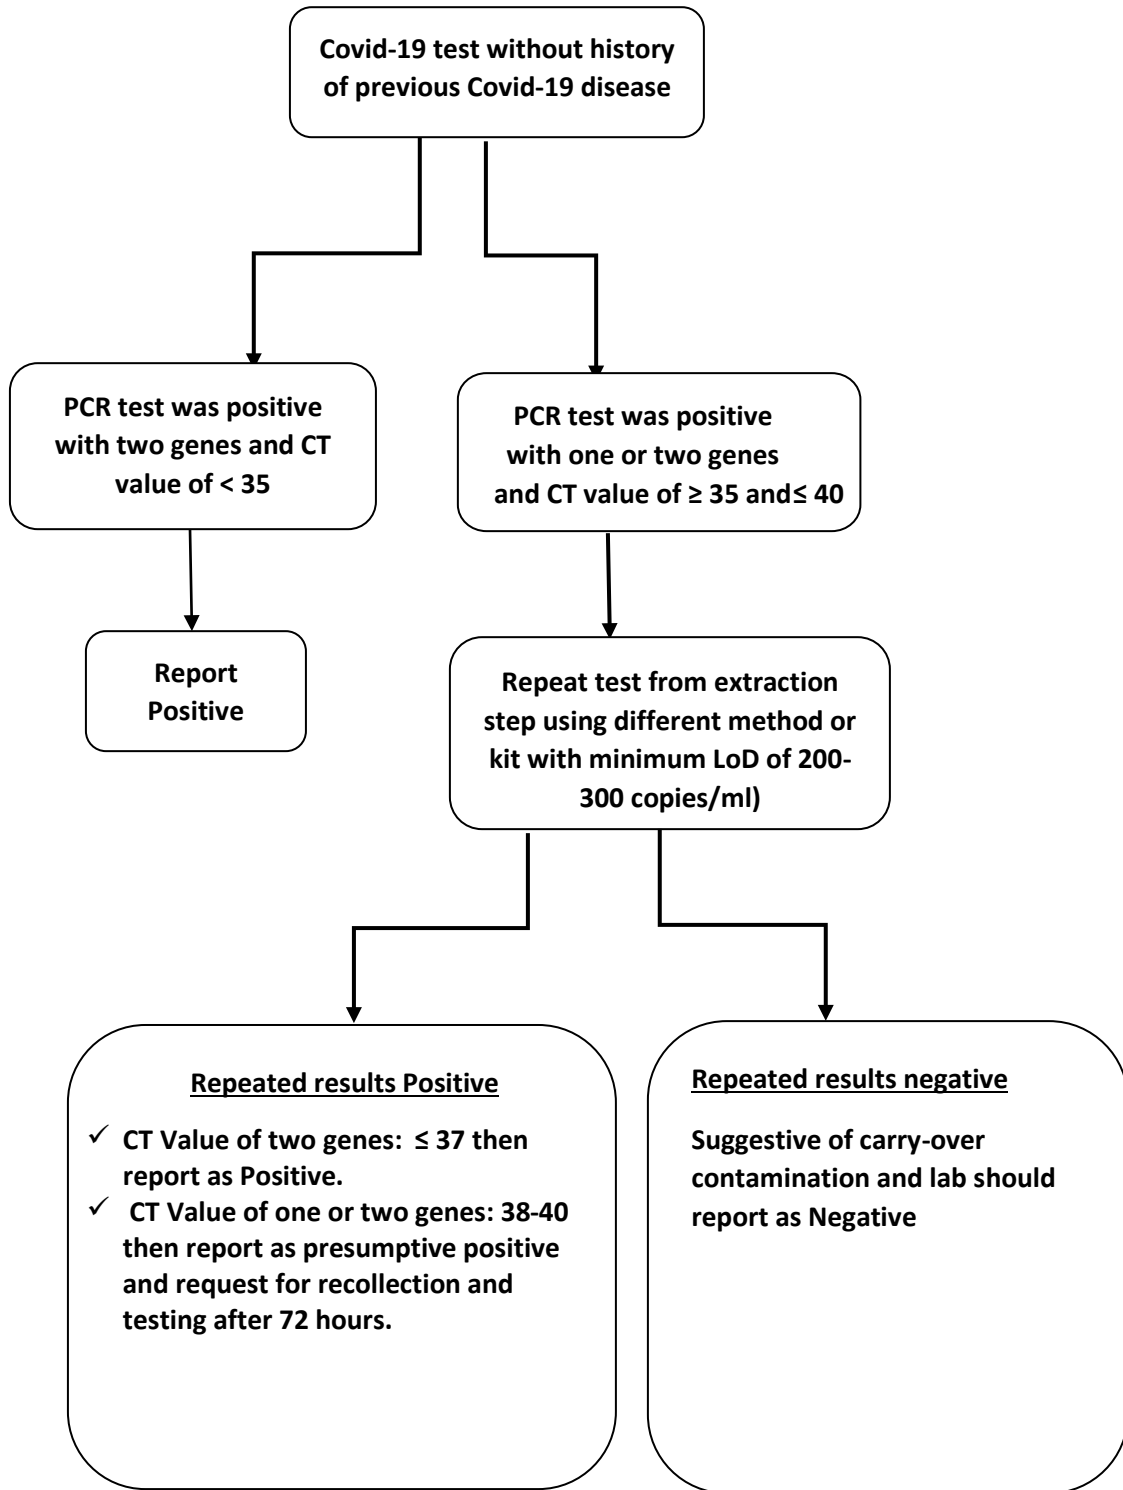 Covid-19 test without history
of previous Covid-19 disease
PCR test was positive
with two genes and CT
value of < 35
PCR test was positive
with one or two genes
and CT value of ≥ 35 and≤ 40
Report
Positive
Repeat test from extraction
step using different method or
kit with minimum LoD of 200-
300 copies/ml)
Repeated results Positive
✓ CT Value of two genes: ≤ 37 then
report as Positive.
✓ CT Value of one or two genes: 38-40
then report as presumptive positive
and request for recollection and
testing after 72 hours.
Repeated results negative
Suggestive of carry-over
contamination and lab should
report as Negative